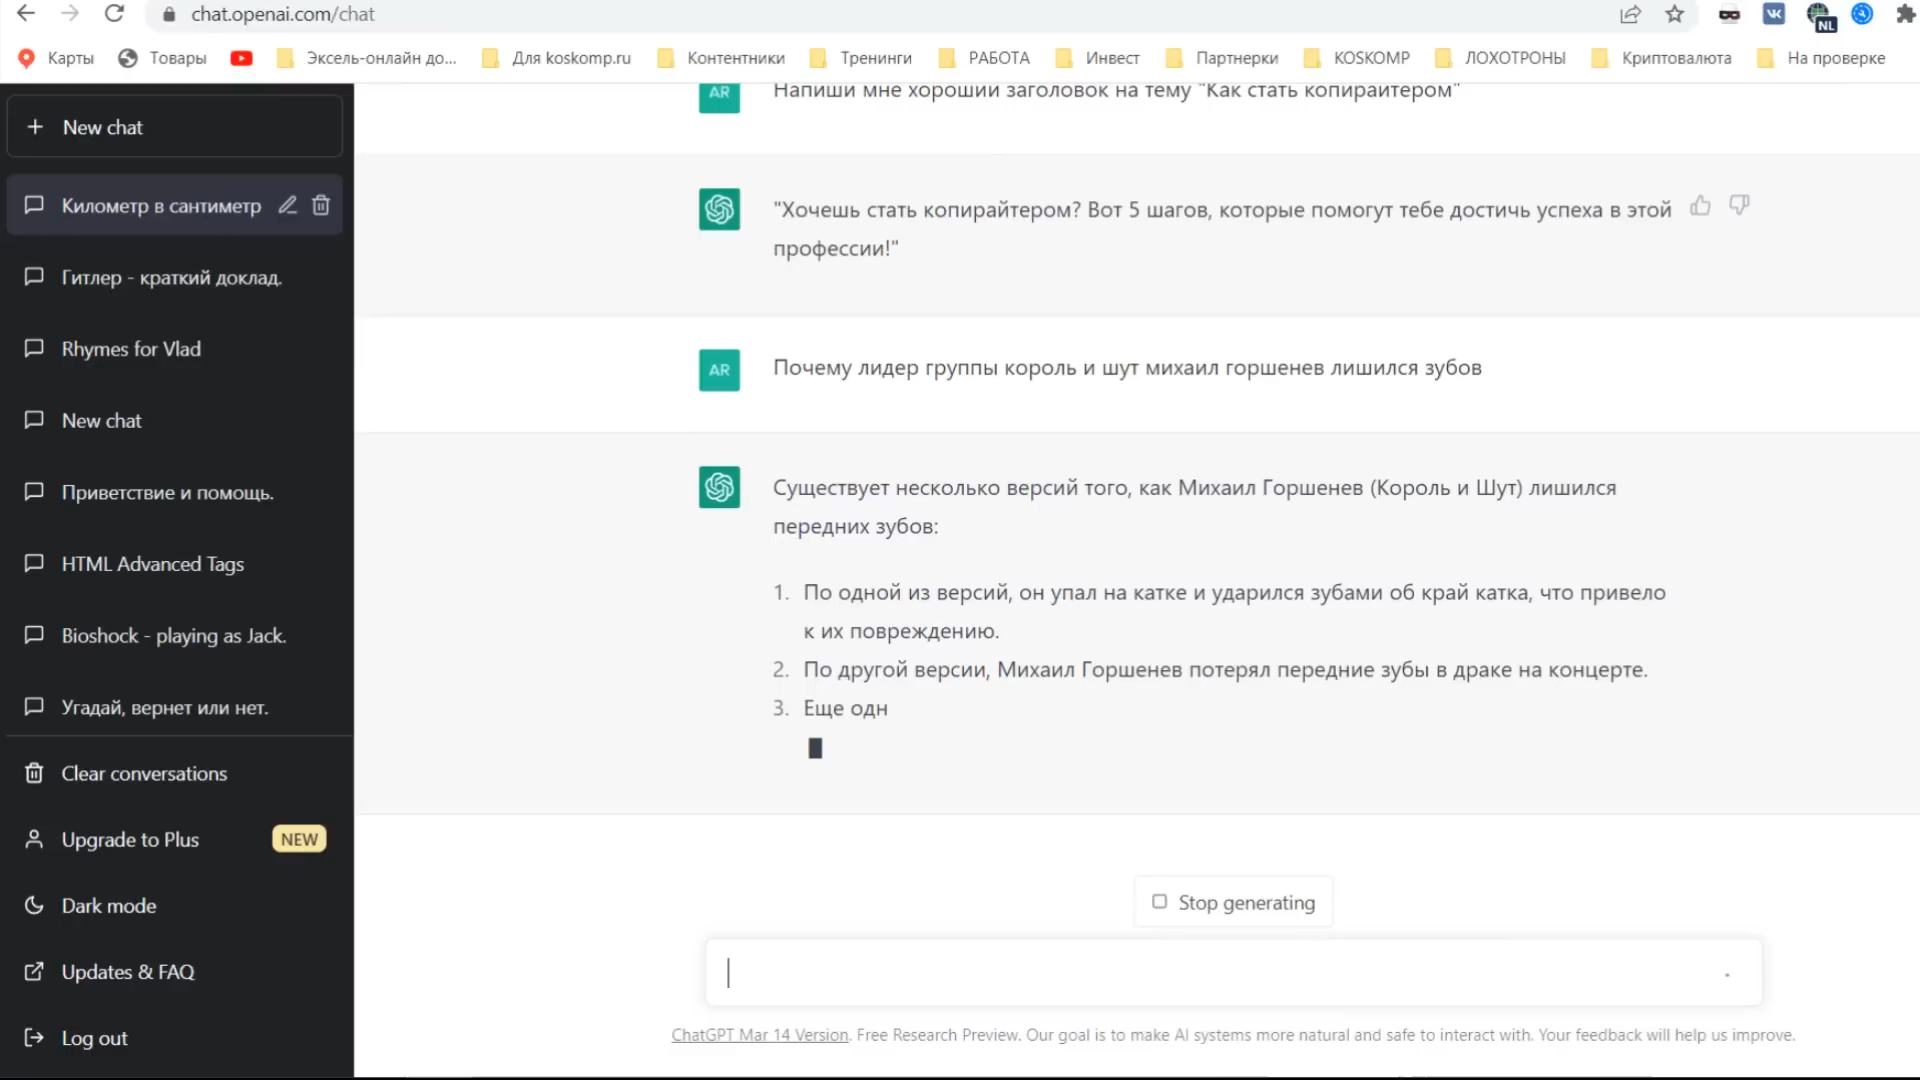 chat.openai.com/chat
NL
Карты
Товары
Эксель-онлайн до...
Для koskomp.ru
Контентники
Тренинги
РАБОТА
Инвест
Партнерки
KOSKOMP
ЛОХОТРОНЫ
Криптовалюта
На проверке
New chat
Километр в сантиметр
Гитлер - краткий доклад.
Rhymes for Vlad
New chat
Приветствие и помощь.
HTML Advanced Tags
Bioshock - playing as Jack.
Угадай, вернет или нет.
Clear conversations
Upgrade to Plus
NEW
Dark mode
Updates & FAQ
Log out
AR
Напиши мне хороший заголовок на тему "Как стать копирайтером"
"Хочешь стать копирайтером? Вот 5 шагов, которые помогут тебе достичь успеха в этой
профессии!"
AR
Почему лидер группы король и шут михаил горшенев лишился зубов
Существует несколько версий того, как Михаил Горшенев (Король и Шут) лишился
передних зубов:
1. По одной из версий, он упал на катке и ударился зубами об край катка, что привело
к их повреждению.
2. По другой версии, Михаил Горшенев потерял передние зубы в драке на концерте.
3. Еще одн
Stop generating
ChatGPT Mar 14 Version. Free Research Preview. Our goal is to make AI systems more natural and safe to interact with. Your feedback will help us improve.